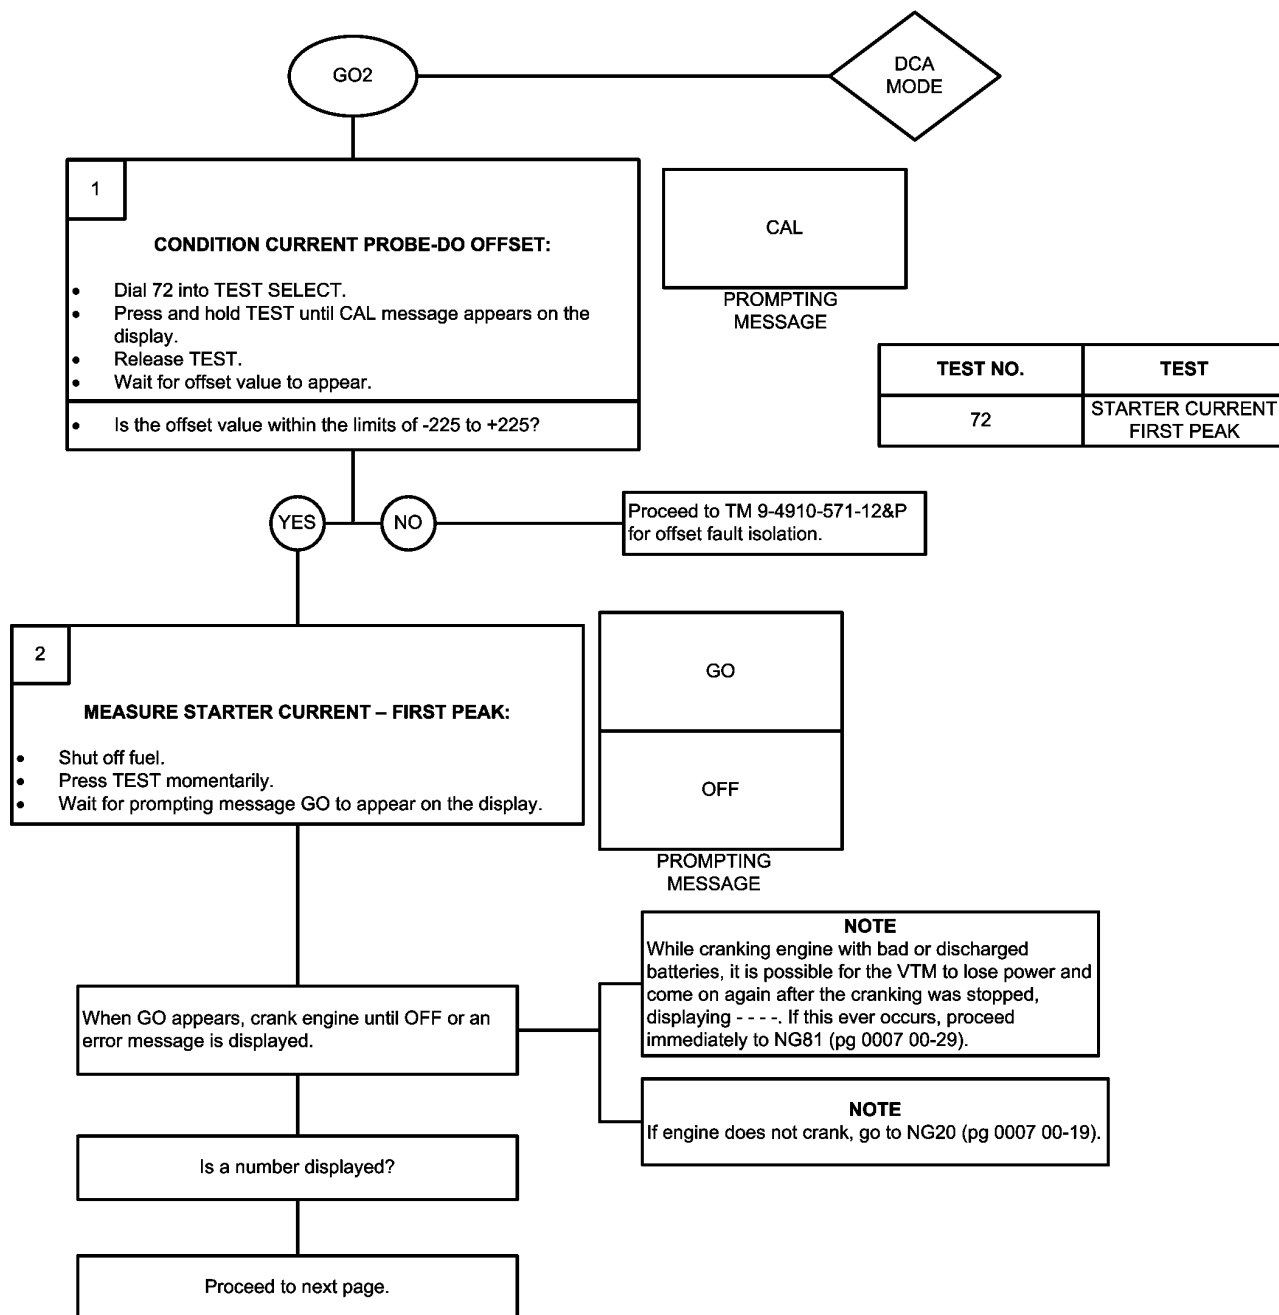 GO2
DCA
MODE
1
CONDITION CURRENT PROBE-DO OFFSET:
• Dial 72 into TEST SELECT.
• Press and hold TEST until CAL message appears on the
display.
• Release TEST.
• Wait for offset value to appear.
• Is the offset value within the limits of -225 to +225?
CAL
PROMPTING
MESSAGE
TEST NO. TEST
72 STARTER CURRENT
FIRST PEAK
YES
NO
Proceed to TM 9-4910-571-12&P
for offset fault isolation.
2
MEASURE STARTER CURRENT – FIRST PEAK:
• Shut off fuel.
• Press TEST momentarily.
• Wait for prompting message GO to appear on the display.
GO
OFF
PROMPTING
MESSAGE
When GO appears, crank engine until OFF or an
error message is displayed.
NOTE
While cranking engine with bad or discharged
batteries, it is possible for the VTM to lose power and
come on again after the cranking was stopped,
displaying - - - -. If this ever occurs, proceed
immediately to NG81 (pg 0007 00-29).
NOTE
If engine does not crank, go to NG20 (pg 0007 00-19).
Is a number displayed?
Proceed to next page.